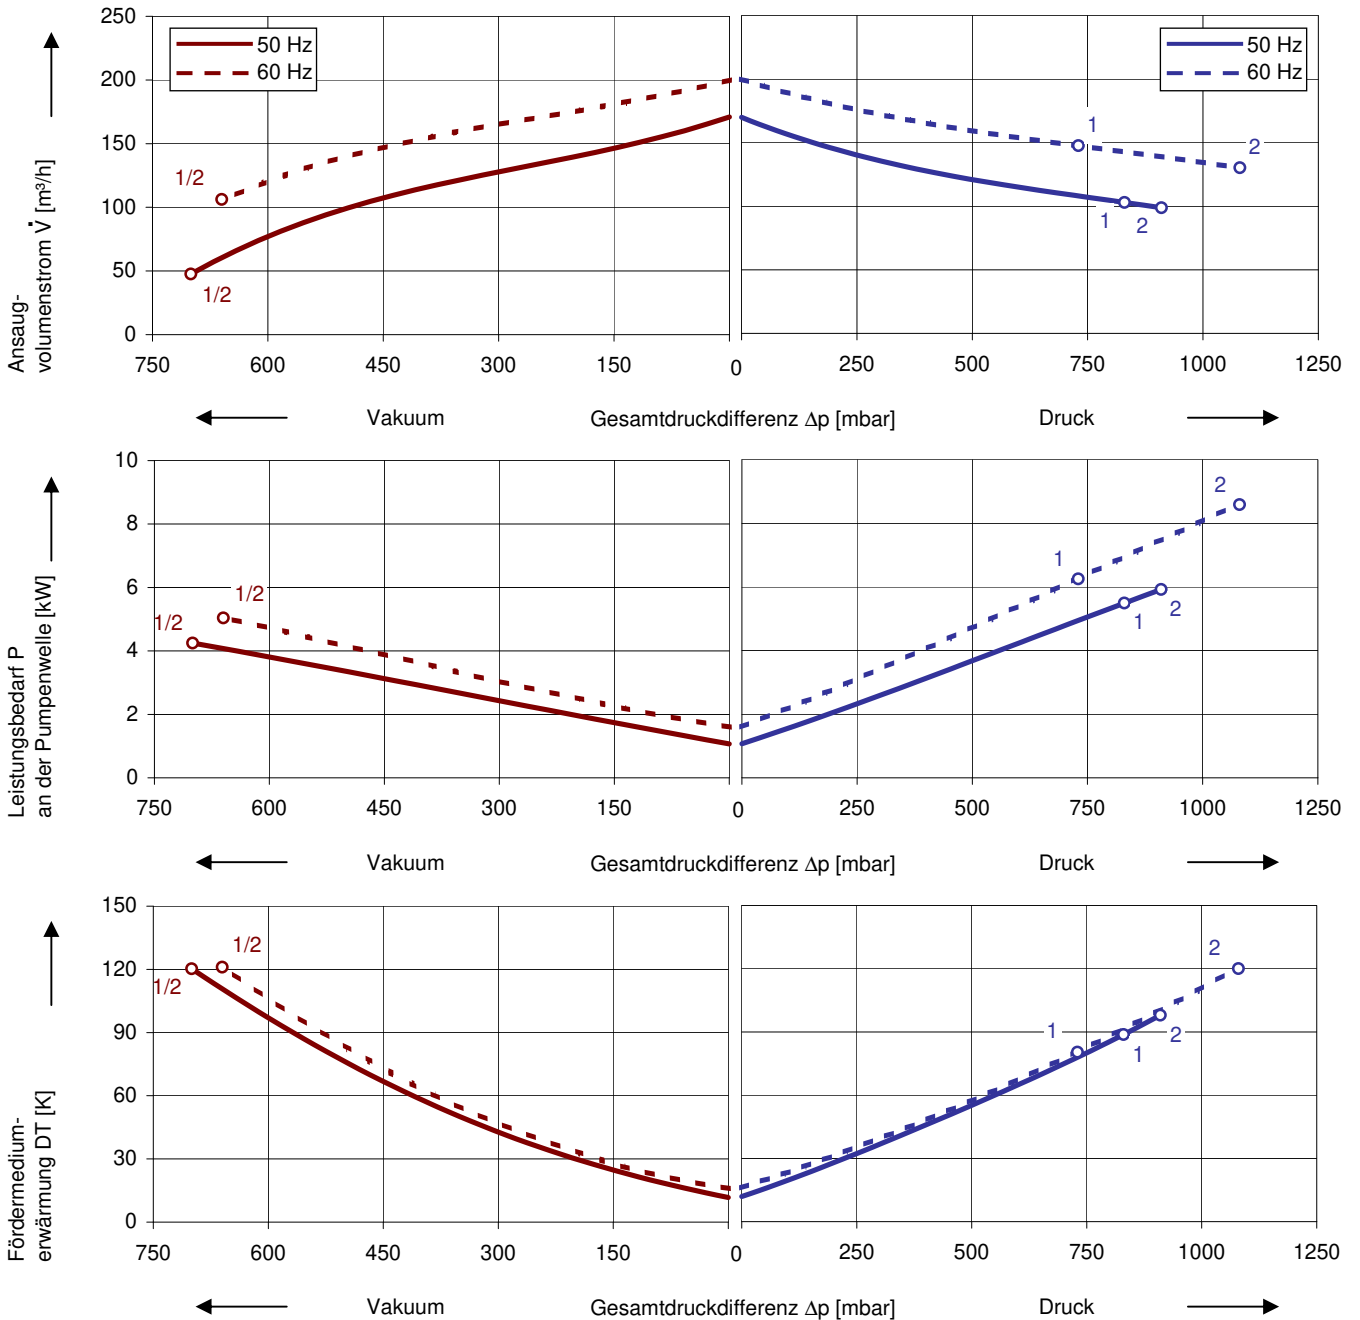 250
200
150
100
50
0
Ansaug-
volumenstrom V̇ [m³/h]
50 Hz
60 Hz
1/2
1/2
50 Hz
60 Hz
1
2
1
2
750 600 450 300 150 0 250 500 750 1000 1250
Vakuum Gesamtdruckdifferenz Δp [mbar] Druck
10
8
6
4
2
0
Leistungsbedarf P
an der Pumpenwelle [kW]
1/2
1/2
2
1
2
1
750 600 450 300 150 0 250 500 750 1000 1250
Vakuum Gesamtdruckdifferenz Δp [mbar] Druck
150
120
90
60
30
0
Fördermedium-
erwärmung DT [K]
1/2
1/2
2
1
2
1
750 600 450 300 150 0 250 500 750 1000 1250
Vakuum Gesamtdruckdifferenz Δp [mbar] Druck